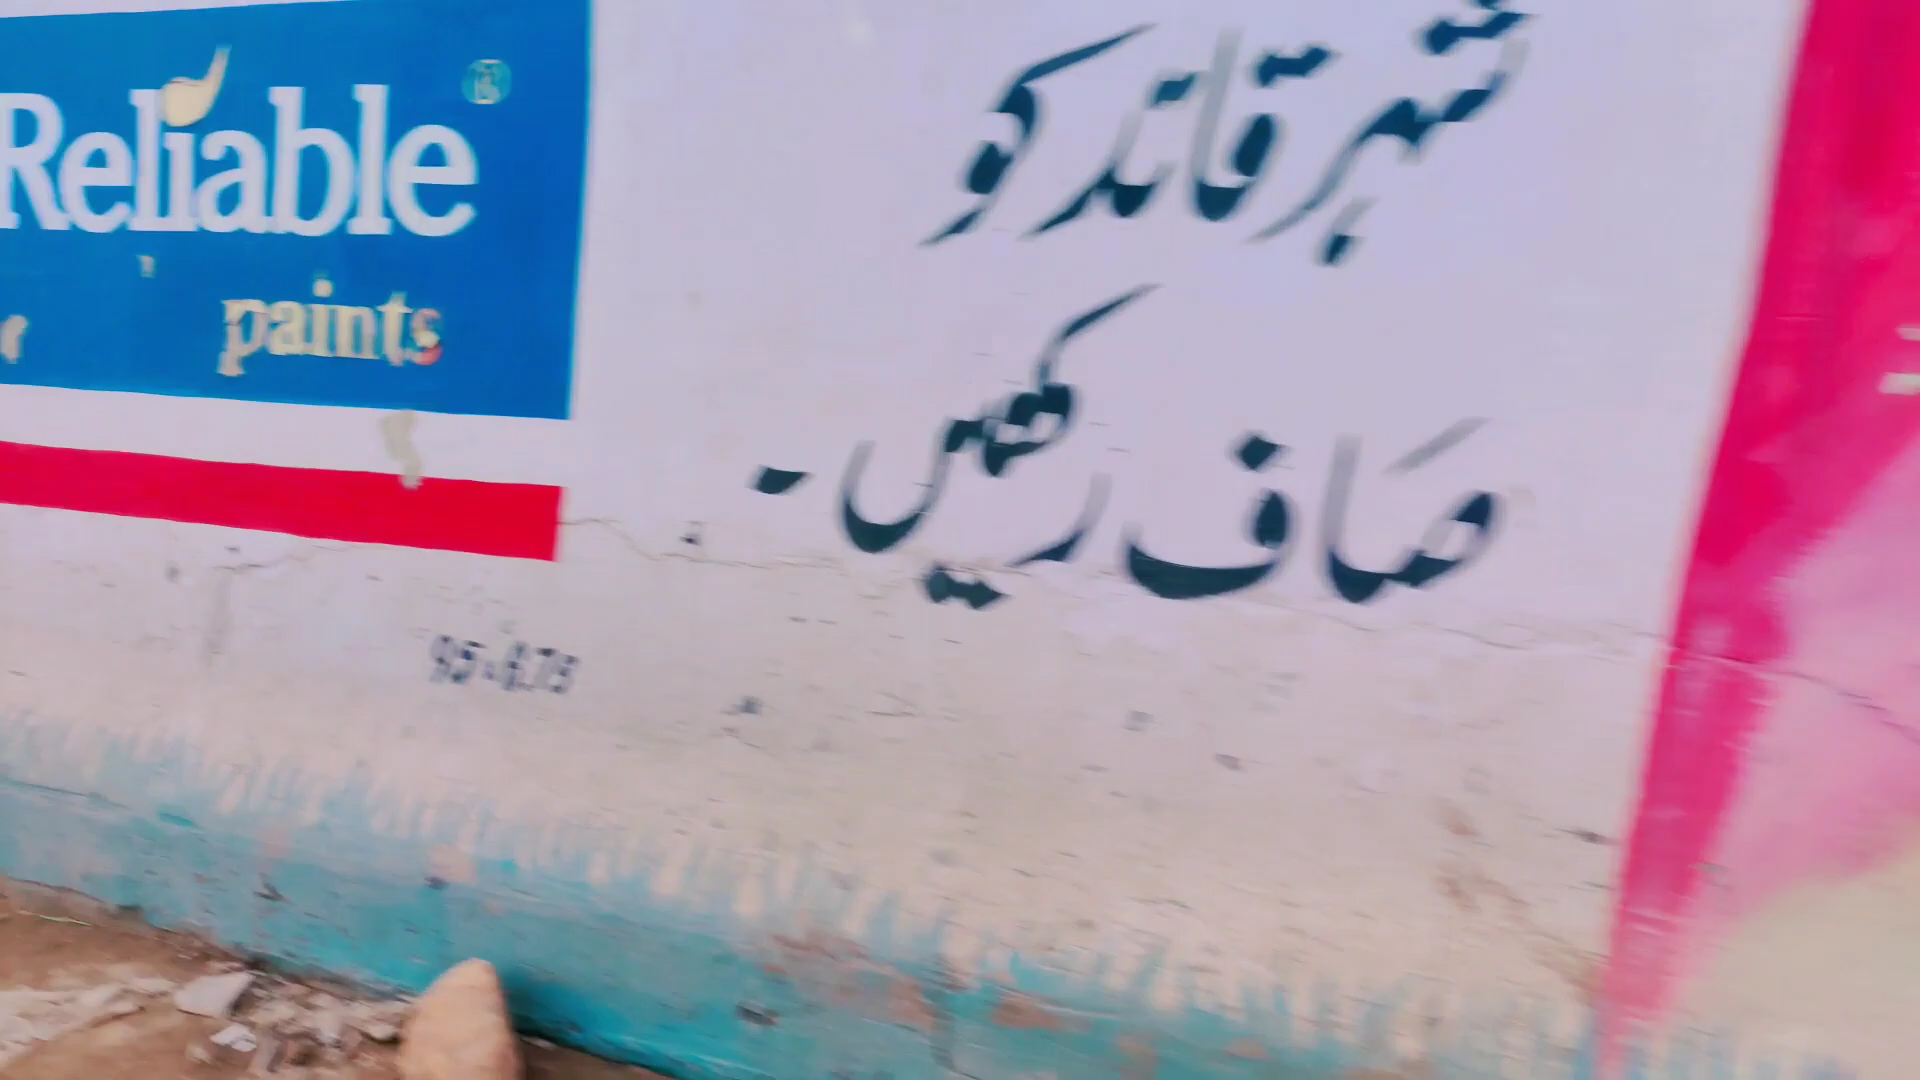 Reliable
paints
شہر قائد کو
صاف رکھیں۔